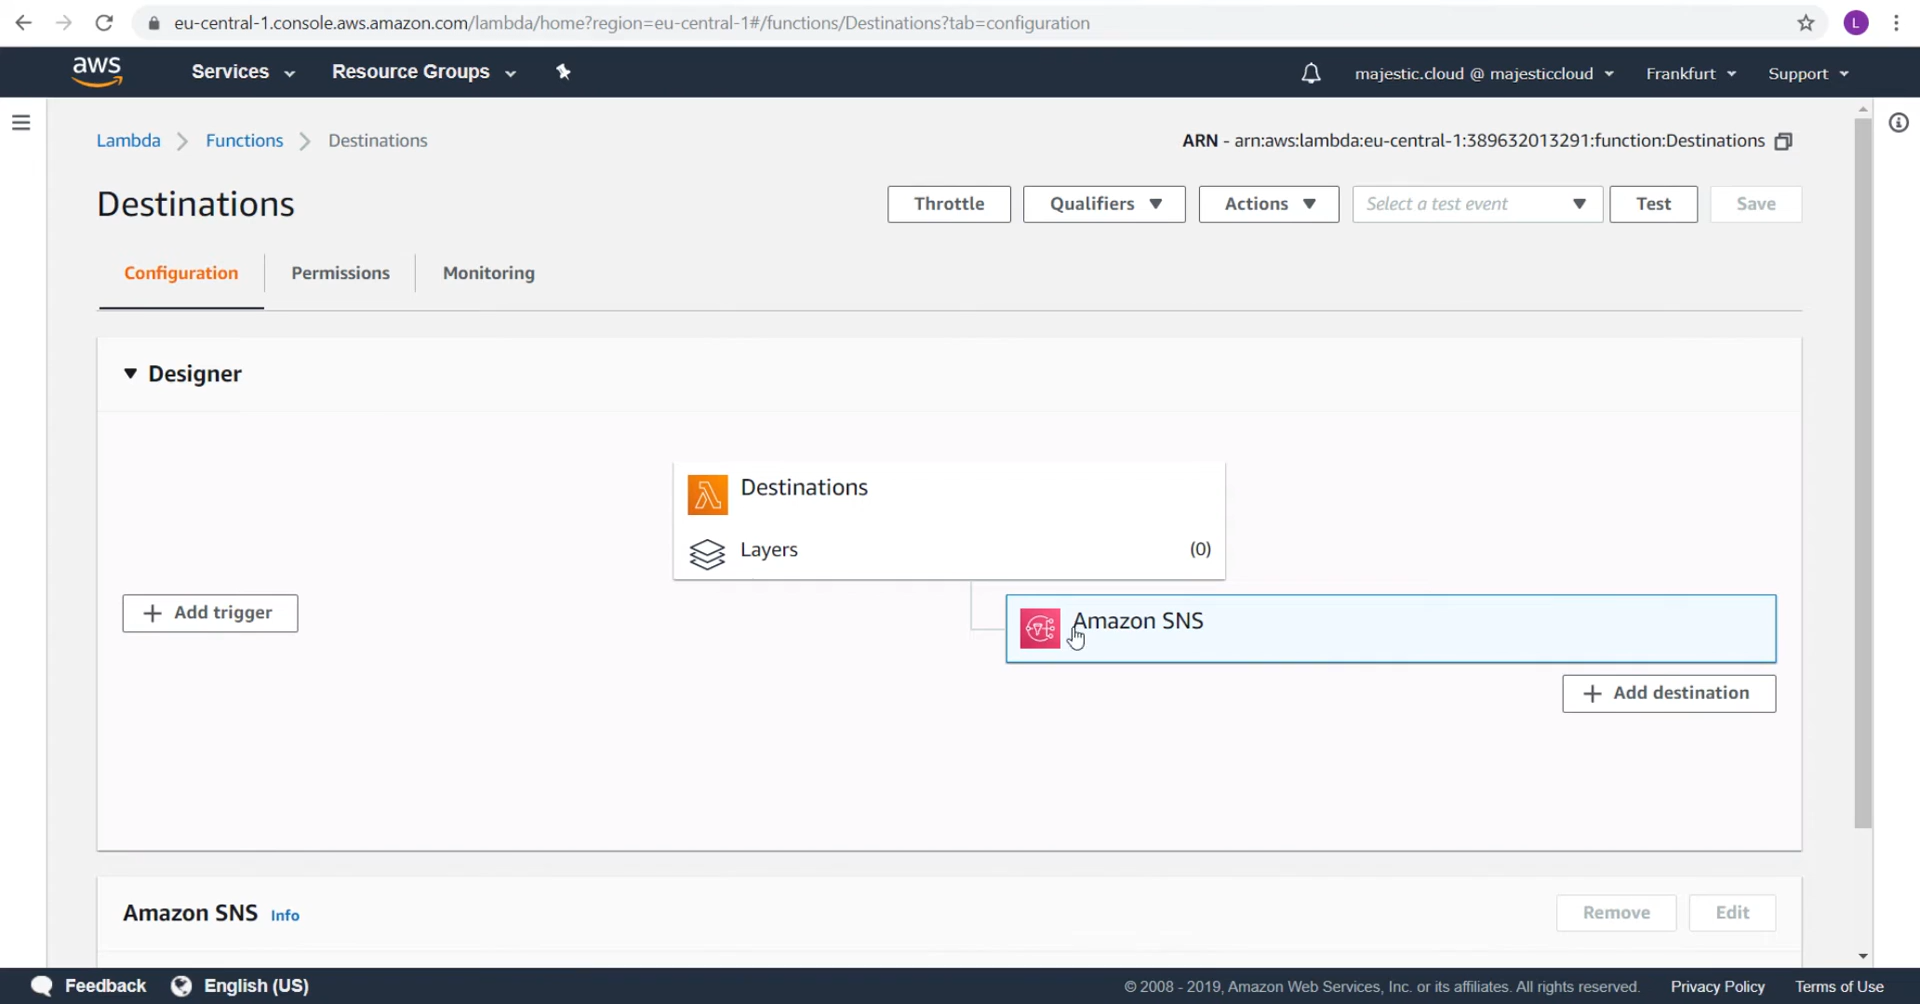 eu-central-1.console.aws.amazon.com/lambda/home?region=eu-central-1#/functions/Destinations?tab=configuration
L
aws Services Resource Groups majestic.cloud @ majesticcloud Frankfurt Support
Lambda Functions Destinations ARN - arn:aws:lambda:eu-central-1:389632013291:function:Destinations
Destinations Throttle Qualifiers Actions Select a test event Test Save
Configuration Permissions Monitoring
Designer
Destinations
Layers (0)
Add trigger
Amazon SNS
Add destination
Amazon SNS Info Remove Edit
Feedback English (US) © 2008 - 2019, Amazon Web Services, Inc. or its affiliates. All rights reserved. Privacy Policy Terms of Use